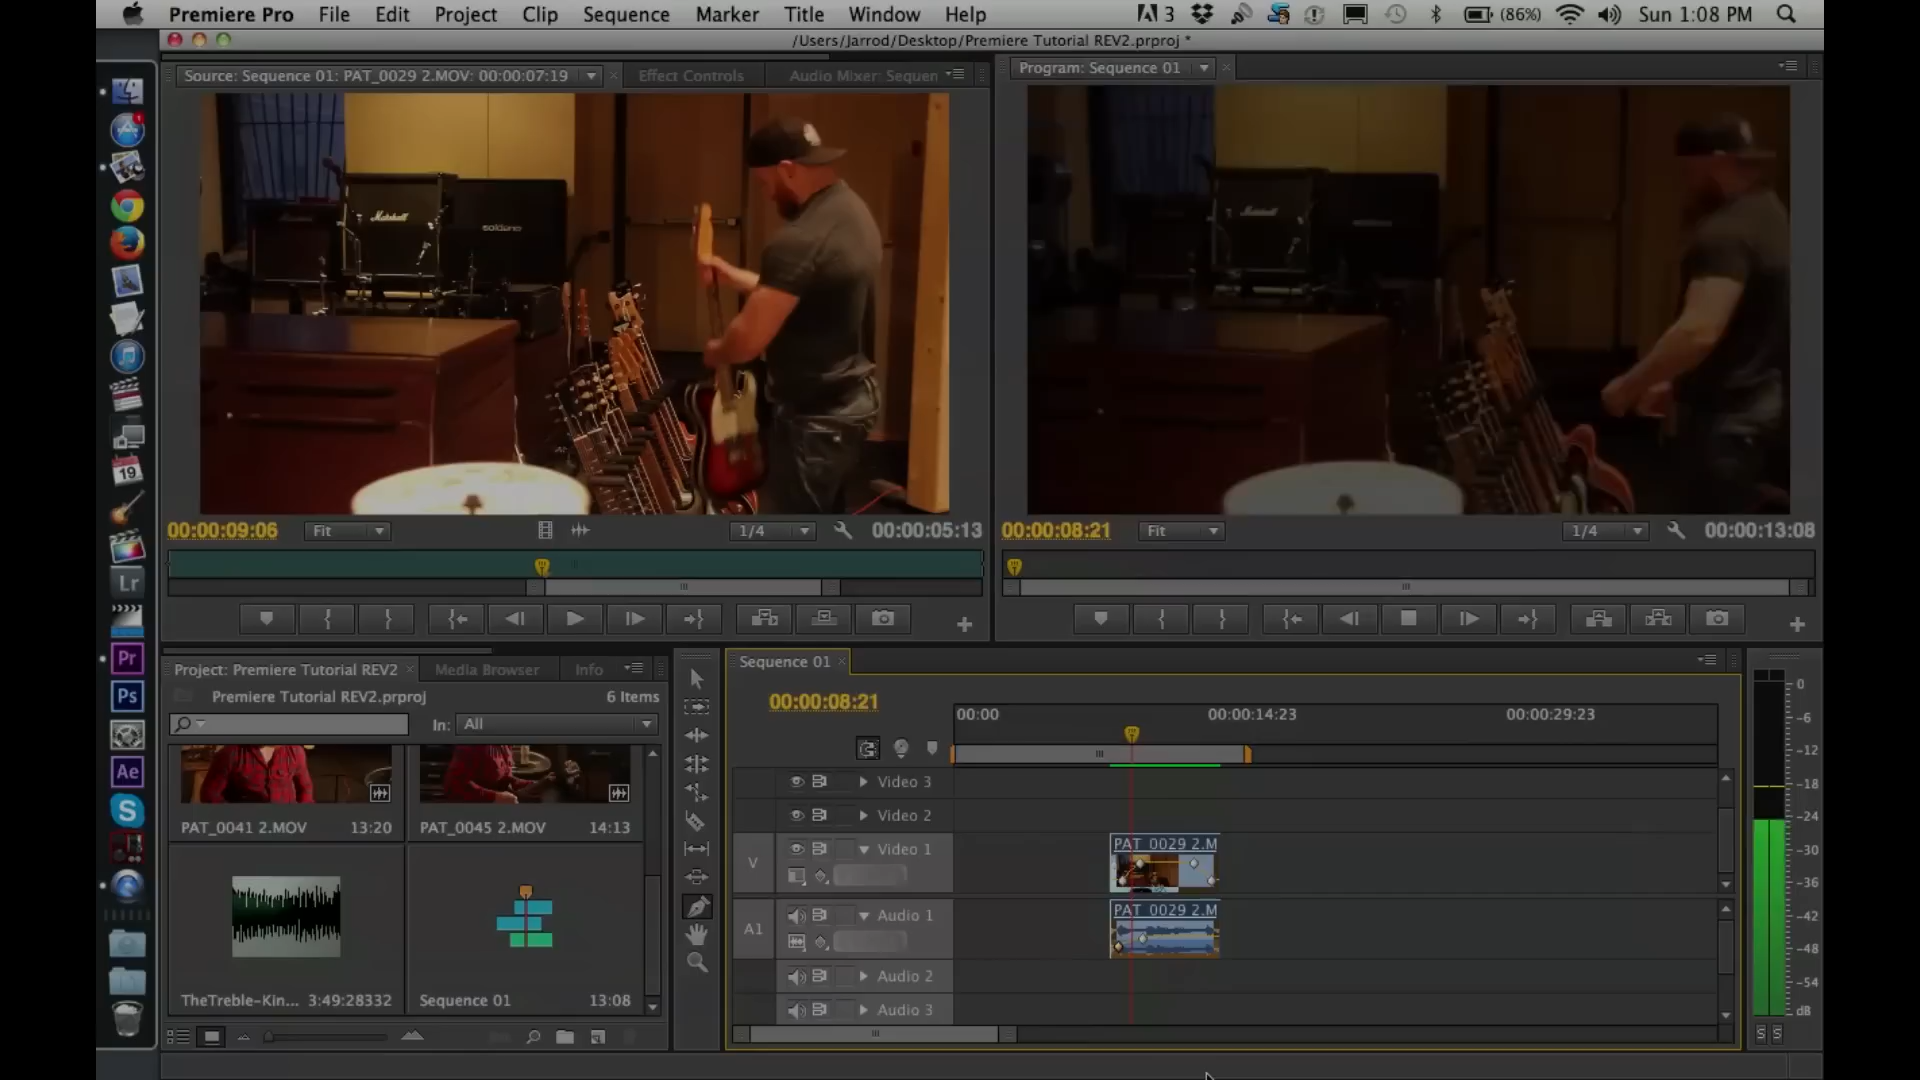 Premiere Pro File Edit Project Clip Sequence Marker Title Window Help 3 (86%) Sun 1:08 PM
/Users/Jarrod/Desktop/Premiere Tutorial REV2.prproj *
Source: Sequence 01: PAT_0029 2.MOV: 00:00:07:19 Effect Controls Audio Mixer: Sequen
Program: Sequence 01
Marshall
soldano
00:00:09:06 Fit 1/4 00:00:05:13
00:00:08:21 Fit 1/4 00:00:13:08
Project: Premiere Tutorial REV2 Media Browser Info
Premiere Tutorial REV2.prproj 6 Items
In: All
PAT_0041 2.MOV 13:20
PAT_0045 2.MOV 14:13
TheTreble-Kin... 3:49:28332
Sequence 01 13:08
Sequence 01
00:00:08:21
00:00 00:00:14:23 00:00:29:23
Video 3
Video 2
V Video 1
PAT_0029 2.M
A1 Audio 1
PAT_0029 2.M
Audio 2
Audio 3
0
-6
-12
-18
-24
-30
-36
-42
-48
-54
dB
S S
19
Lr
Pr
Ps
Ae